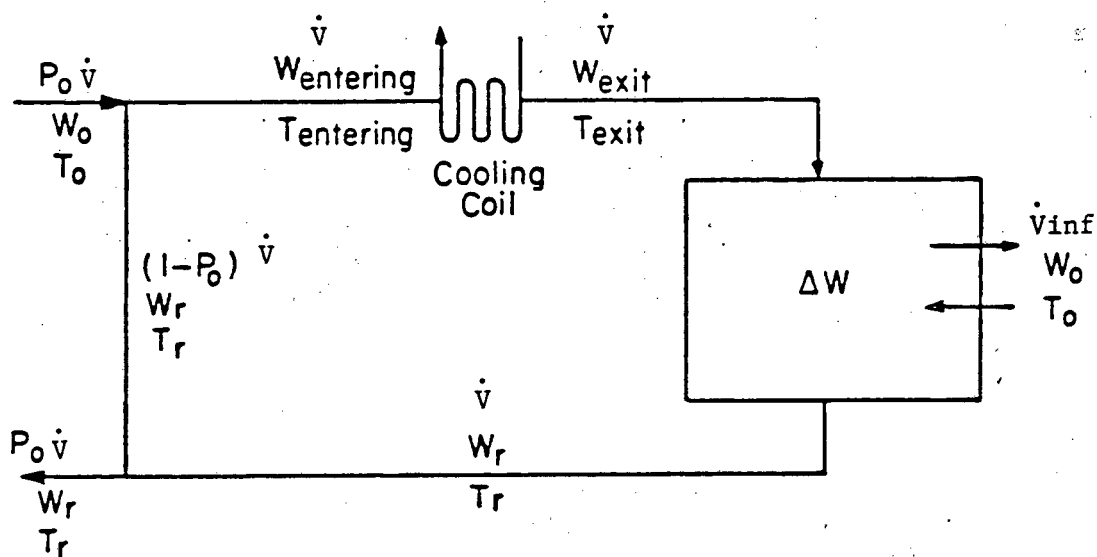 V̇
V̇
P₀ V̇
W_entering
W_exit
W₀
T_entering
T_exit
T₀
Cooling
Coil
V̇inf
(1-P₀) V̇
W₀
W_r
ΔW
T₀
T_r
V̇
P₀ V̇
W_r
W_r
T_r
T_r